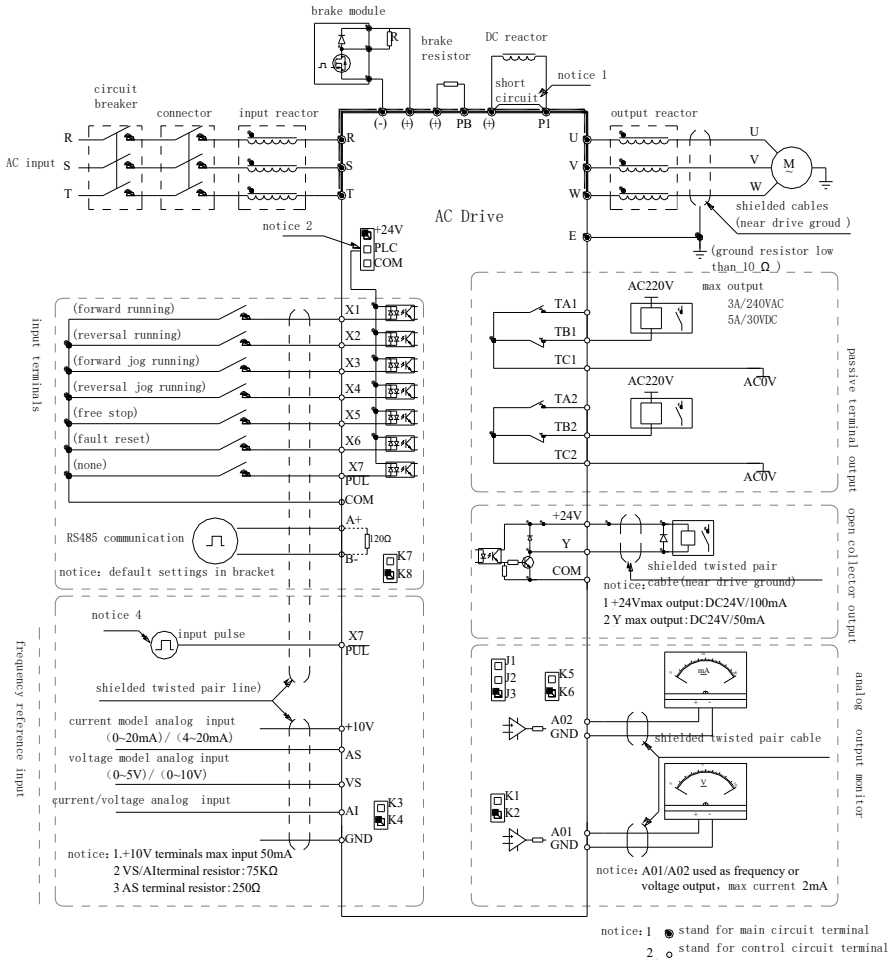 brake module
R
brake
resistor
DC reactor
short
circuit
notice 1
circuit
breaker
connector
input reactor
(-)
(+)
(+)
PB
(+)
P1
output reactor
AC input
R
S
T
R
S
T
U
V
W
U
V
W
M
~
E
AC Drive
shielded cables
(near drive groud )
(ground resistor low
than 10 Ω )
notice 2
+24V
PLC
COM
input terminals
(forward running)
X1
(reversal running)
X2
(forward jog running)
X3
(reversal jog running)
X4
(free stop)
X5
(fault reset)
X6
(none)
X7
PUL
COM
RS485 communication
A+
120Ω
B-
K7
K8
notice: default settings in bracket
AC220V
max output
3A/240VAC
5A/30VDC
TA1
TB1
TC1
AC0V
AC220V
TA2
TB2
TC2
AC0V
passive terminal output
+24V
Y
COM
shielded twisted pair
cable(near drive ground)
notice:
1 +24Vmax output:DC24V/100mA
2 Y max output:DC24V/50mA
open collector output
frequency reference input
notice 4
input pulse
X7
PUL
shielded twisted pair line)
current model analog input
(0~20mA)/ (4~20mA)
+10V
AS
voltage model analog input
(0~5V)/ (0~10V)
VS
current/voltage analog input
AI
K3
K4
GND
notice: 1.+10V terminals max input 50mA
2 VS/AIterminal resistor:75KΩ
3 AS terminal resistor:250Ω
J1
J2
J3
K5
K6
mA
+ -
A02
GND
shielded twisted pair cable
K1
K2
V
+ -
A01
GND
notice: A01/A02 used as frequency or
voltage output, max current 2mA
analog output monitor
notice: 1 stand for main circuit terminal
2 stand for control circuit terminal